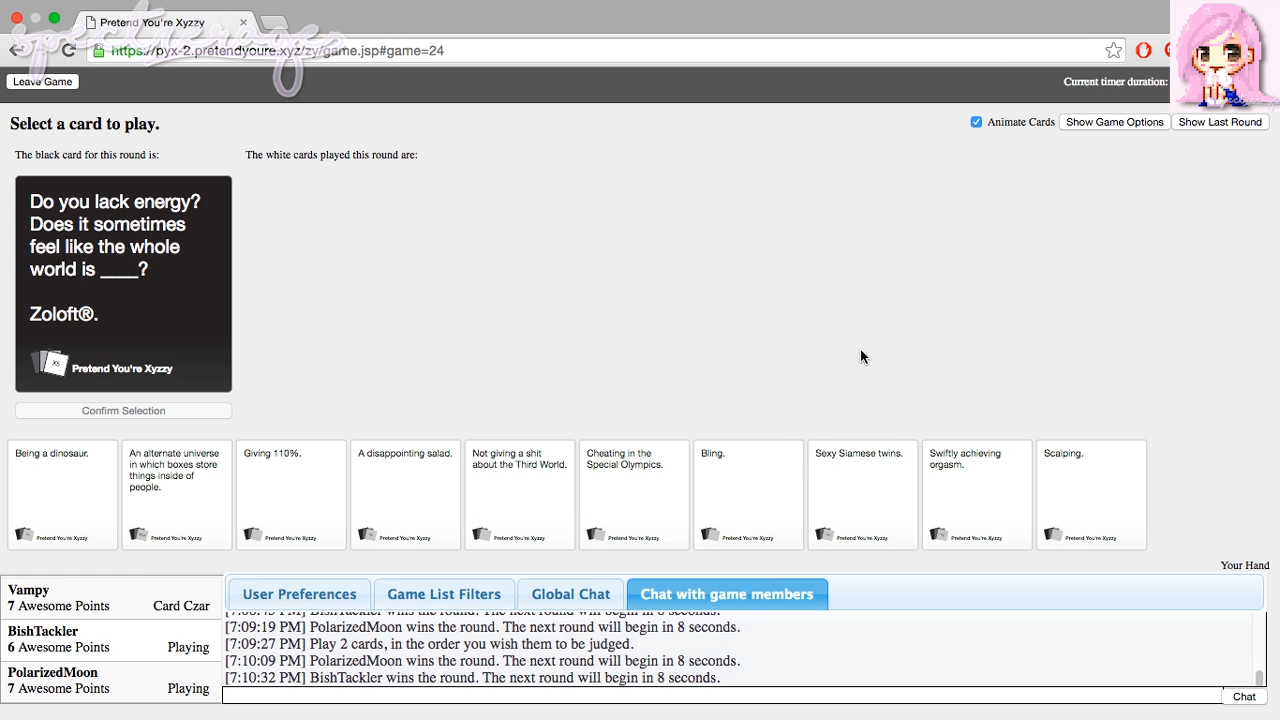 Pretend You're Xyzzy
https://pyx-2.pretendyoure.xyz/zy/game.jsp#game=24
Leave Game
Current timer duration:
Select a card to play.
Animate Cards
Show Game Options
Show Last Round
The black card for this round is:
The white cards played this round are:
Do you lack energy?
Does it sometimes
feel like the whole
world is ____?
Zoloft®.
Pretend You're Xyzzy
Confirm Selection
Being a dinosaur.
Pretend You're Xyzzy
An alternate universe
in which boxes store
things inside of
people.
Pretend You're Xyzzy
Giving 110%.
Pretend You're Xyzzy
A disappointing salad.
Pretend You're Xyzzy
Not giving a shit
about the Third World.
Pretend You're Xyzzy
Cheating in the
Special Olympics.
Pretend You're Xyzzy
Bling.
Pretend You're Xyzzy
Sexy Siamese twins.
Pretend You're Xyzzy
Swiftly achieving
orgasm.
Pretend You're Xyzzy
Scalping.
Pretend You're Xyzzy
Your Hand
Vampy
7 Awesome Points Card Czar
BishTackler
6 Awesome Points Playing
PolarizedMoon
7 Awesome Points Playing
User Preferences
Game List Filters
Global Chat
Chat with game members
[7:09:19 PM] PolarizedMoon wins the round. The next round will begin in 8 seconds.
[7:09:27 PM] Play 2 cards, in the order you wish them to be judged.
[7:10:09 PM] PolarizedMoon wins the round. The next round will begin in 8 seconds.
[7:10:32 PM] BishTackler wins the round. The next round will begin in 8 seconds.
Chat